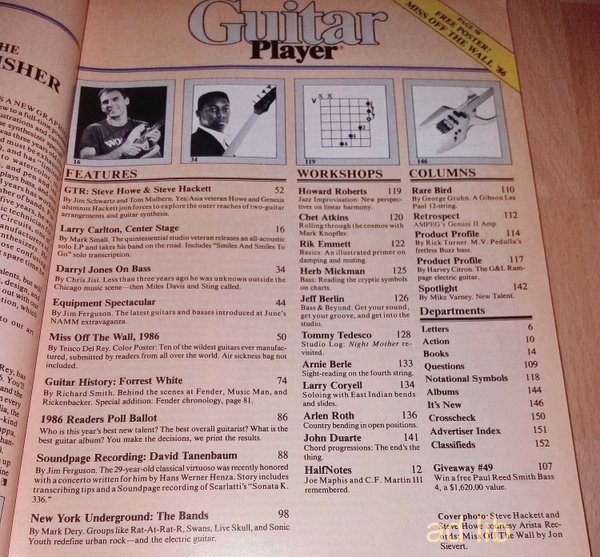 THE
ISHER
Guitar
Player
PAGE 98
FREE POSTER!
MISS OFF THE WALL '86
16
34
119
146
FEATURES
GTR: Steve Howe & Steve Hackett 52
By Jim Schwartz and Tom Mulhern. Yes/Asia veteran Howe and Genesis
alumnus Hackett join forces to explore the outer reaches of two-guitar
arrangements and guitar synthesis.
Larry Carlton, Center Stage 16
By Mark Small. The quintessential studio veteran releases an all-acoustic
solo LP and takes his band on the road. Includes "Smiles And Smiles To
Go" solo transcription.
Darryl Jones On Bass 34
By Chris Jisi. Less than three years ago he was unknown outside the
Chicago music scene—then Miles Davis and Sting called.
Equipment Spectacular 44
By Jim Ferguson. The latest guitars and basses introduced at June's
NAMM extravaganza.
Miss Off The Wall, 1986 50
By Teisco Del Rey. Color Poster: Ten of the wildest guitars ever manufac-
tured, submitted by readers from all over the world. Air sickness bag not
included.
Guitar History: Forrest White 74
By Richard Smith. Behind the scenes at Fender, Music Man, and
Rickenbacker. Special addition: Fender chronology, page 81.
1986 Readers Poll Ballot 86
Who is this year's best new talent? The best overall guitarist? What is the
best guitar album? You make the decisions, we print the results.
Soundpage Recording: David Tanenbaum 88
By Jim Ferguson. The 29-year-old classical virtuoso was recently honored
with a concerto written for him by Hans Werner Henza. Story includes
transcribing tips and a Soundpage recording of Scarlatti's "Sonata K.
336."
New York Underground: The Bands 98
By Mark Dery. Groups like Rat-At-Rat-R, Swans, Live Skull, and Sonic
Youth redefine urban rock—and the electric guitar.
WORKSHOPS
Howard Roberts 119
Jazz Improvisation: New perspec-
tives on linear harmony.
Chet Atkins 120
Rolling through the cosmos with
Mark Knopfler.
Rik Emmett 122
Basics: An illustrated primer on
damping and muting.
Herb Mickman 125
Bass: Reading the cryptic symbols
on charts.
Jeff Berlin 126
Bass & Beyond: Get your sound,
get your groove, and get into the
studio.
Tommy Tedesco 128
Studio Log: Night Mother re-
visited.
Arnie Berle 133
Sight-reading on the fourth string.
Larry Coryell 134
Soloing with East Indian bends
and slides.
Arlen Roth 136
Country bending in open positions.
John Duarte 141
Chord progressions: The end's the
thing.
HalfNotes 12
Joe Maphis and C.F. Martin III
remembered.
COLUMNS
Rare Bird 110
By George Gruhn. A Gibson Les
Paul 12-string.
Retrospect 112
AMPEG's Gemini II Amp.
Product Profile 114
By Rick Turner. M.V. Pedulla's
fretless Buzz bass.
Product Profile 117
By Harvey Citron. The G&L Ram-
page electric guitar.
Spotlight 142
By Mike Varney. New Talent.
Departments
Letters 6
Action 10
Books 14
Questions 109
Notational Symbols 118
Albums 144
It's New 146
Crosscheck 150
Advertiser Index 151
Classifieds 152
Giveaway #49 107
Win a free Paul Reed Smith Bass
4, a $1,620.00 value.
Cover photo: Steve Hackett and
Steve Howe by Arista Rec-
ords; Miss Off The Wall by Jon
Sievert.
ad lib